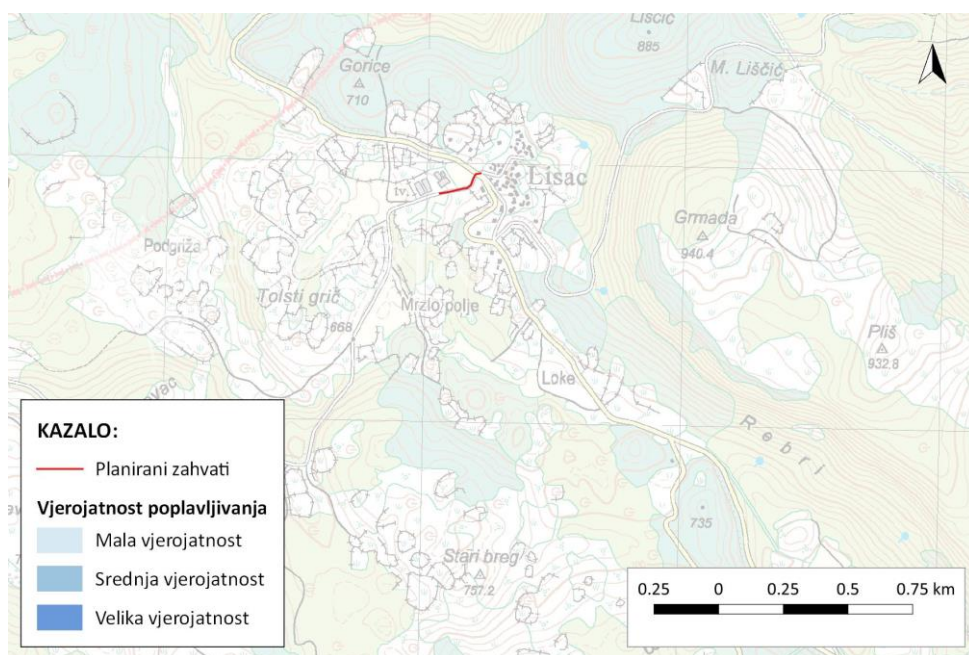 Liščić
885
Gorice
710
M. Liščić
Lisac
tv.
Grmada
940.4
Podgriža
Tolsti grič
668
Mrzlo polje
Pliš
932.8
Loke
Rebri
735
Stari breg
757.2
KAZALO:
Planirani zahvati
Vjerojatnost poplavljivanja
Mala vjerojatnost
Srednja vjerojatnost
Velika vjerojatnost
0.25 0 0.25 0.5 0.75 km